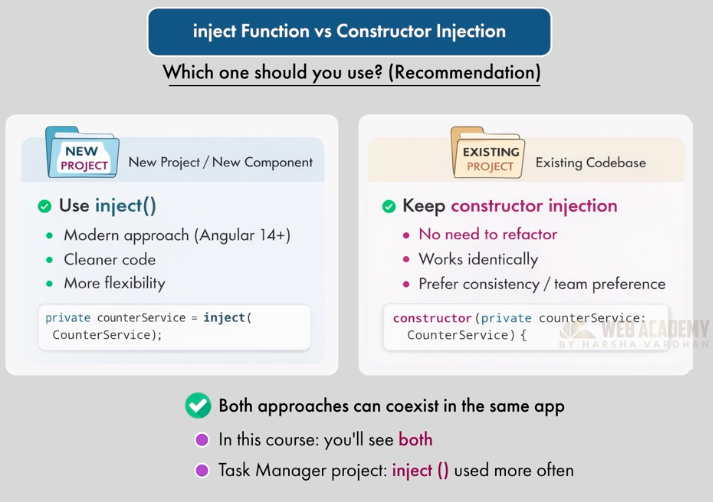 inject Function vs Constructor Injection
Which one should you use? (Recommendation)
NEW
PROJECT
New Project / New Component
Use inject()
Modern approach (Angular 14+)
Cleaner code
More flexibility
private counterService = inject(
CounterService);
EXISTING
PROJECT
Existing Codebase
Keep constructor injection
No need to refactor
Works identically
Prefer consistency / team preference
constructor(private counterService:
CounterService) {
WEB ACADEMY
BY HARSHA VARDHAN
Both approaches can coexist in the same app
In this course: you'll see both
Task Manager project: inject () used more often